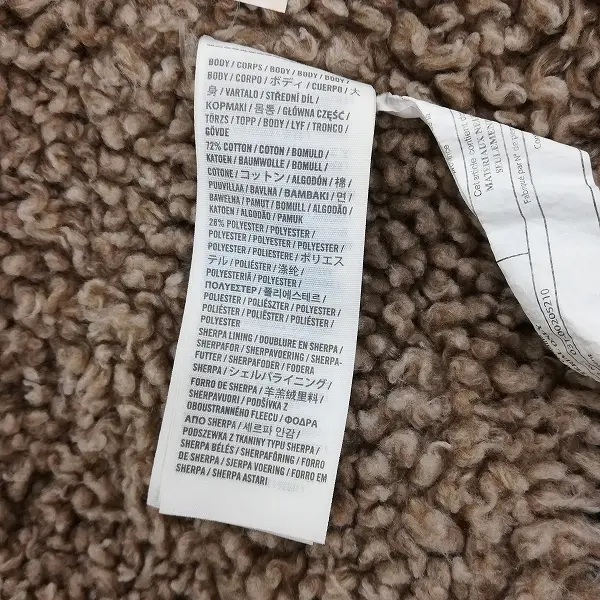 BODY / CORPS / BODY / BODY / BODY /
BODY / CORPO / ボディ / CUERPO / 大
身 / VARTALO / STŘEDNÍ DÍL /
ΚΟΡΜΑΚΙ / 몸통 / GŁÓWNA CZĘŚĆ /
TÖRZS / TOPP / BODY / LYF / TRONCO /
GÖVDE
72% COTTON / COTON / BOMULD /
KATOEN / BAUMWOLLE / BOMULL /
COTONE / コットン / ALGODÓN / 棉 /
PUUVILLAA / BAVLNA / ΒΑΜΒΑΚΙ / 면 /
BAWEŁNA / PAMUT / BOMULL / ALGODÃO /
KATOEN / ALGODÃO / PAMUK
28% POLYESTER / POLYESTER /
POLYESTER / POLYESTER / POLYESTER /
POLYESTER / POLIESTERE / ポリエス
テル / POLIÉSTER / 涤纶 /
POLYESTERIÄ / POLYESTER /
ΠΟΛΥΕΣΤΕΡ / 폴리에스테르 /
POLIESTER / POLIÉSZTER / POLYESTER /
POLIÉSTER / POLIÉSTER / POLIÉSTER /
POLYESTER
SHERPA LINING / DOUBLURE EN SHERPA /
SHERPAFOR / SHERPAVOERING / SHERPA-
FUTTER / SHERPAFODER / FODERA
SHERPA / シェルパライニング /
FORRO DE SHERPA / 羊羔绒里料 /
SHERPAVUORI / PODŠÍVKA Z
OBOUSTRANNÉHO FLEECU / ΦΟΔΡΑ
ΑΠΟ SHERPA / 셰르파 안감 /
PODSZEWKA Z TKANINY TYPU SHERPA /
SHERPA BÉLÉS / SHERPAFÔRING / FORRO
DE SHERPA / SJERPA VOERING / FORRO EM
SHERPA / SHERPA ASTARI